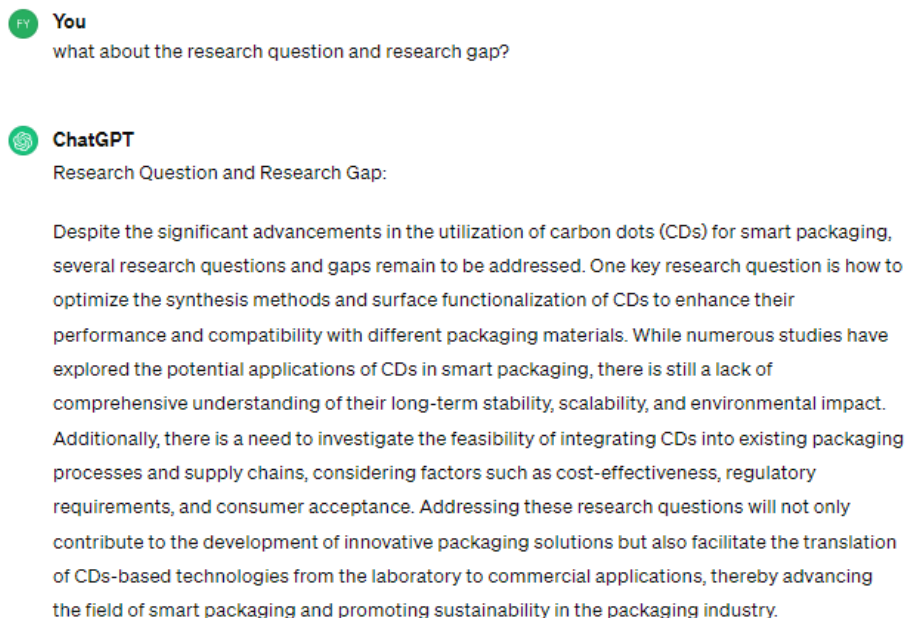 FY You
what about the research question and research gap?
ChatGPT
Research Question and Research Gap:
Despite the significant advancements in the utilization of carbon dots (CDs) for smart packaging,
several research questions and gaps remain to be addressed. One key research question is how to
optimize the synthesis methods and surface functionalization of CDs to enhance their
performance and compatibility with different packaging materials. While numerous studies have
explored the potential applications of CDs in smart packaging, there is still a lack of
comprehensive understanding of their long-term stability, scalability, and environmental impact.
Additionally, there is a need to investigate the feasibility of integrating CDs into existing packaging
processes and supply chains, considering factors such as cost-effectiveness, regulatory
requirements, and consumer acceptance. Addressing these research questions will not only
contribute to the development of innovative packaging solutions but also facilitate the translation
of CDs-based technologies from the laboratory to commercial applications, thereby advancing
the field of smart packaging and promoting sustainability in the packaging industry.